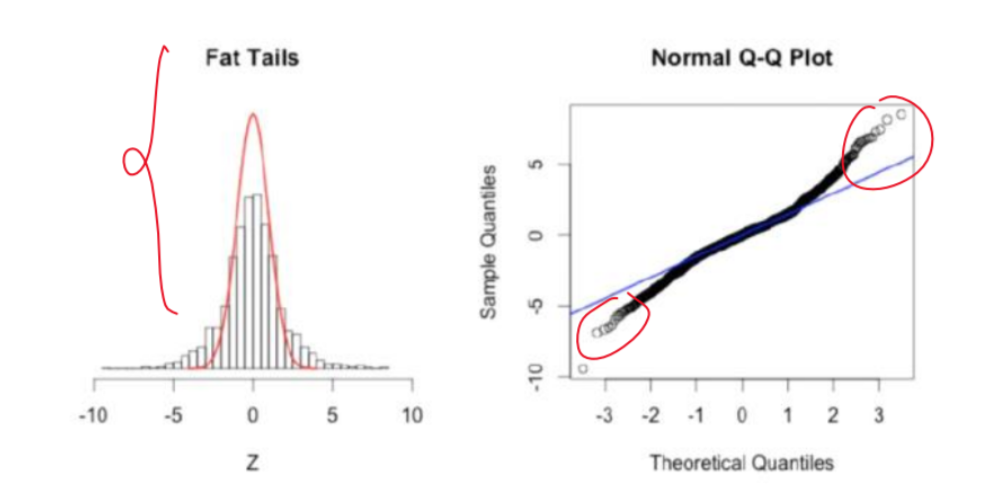 Fat Tails
-10 -5 0 5 10
Z
Normal Q-Q Plot
Sample Quantiles
5
0
-5
-10
-3 -2 -1 0 1 2 3
Theoretical Quantiles